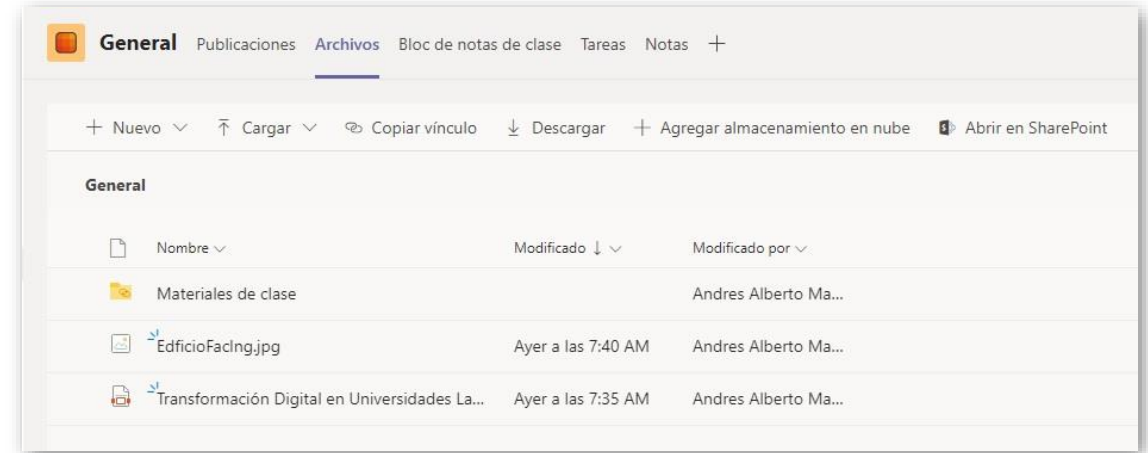 General Publicaciones Archivos Bloc de notas de clase Tareas Notas +
+ Nuevo Cargar Copiar vínculo Descargar + Agregar almacenamiento en nube Abrir en SharePoint
General
Nombre Modificado ↓ Modificado por
Materiales de clase Andres Alberto Ma...
EdficioFacIng.jpg Ayer a las 7:40 AM Andres Alberto Ma...
Transformación Digital en Universidades La... Ayer a las 7:35 AM Andres Alberto Ma...